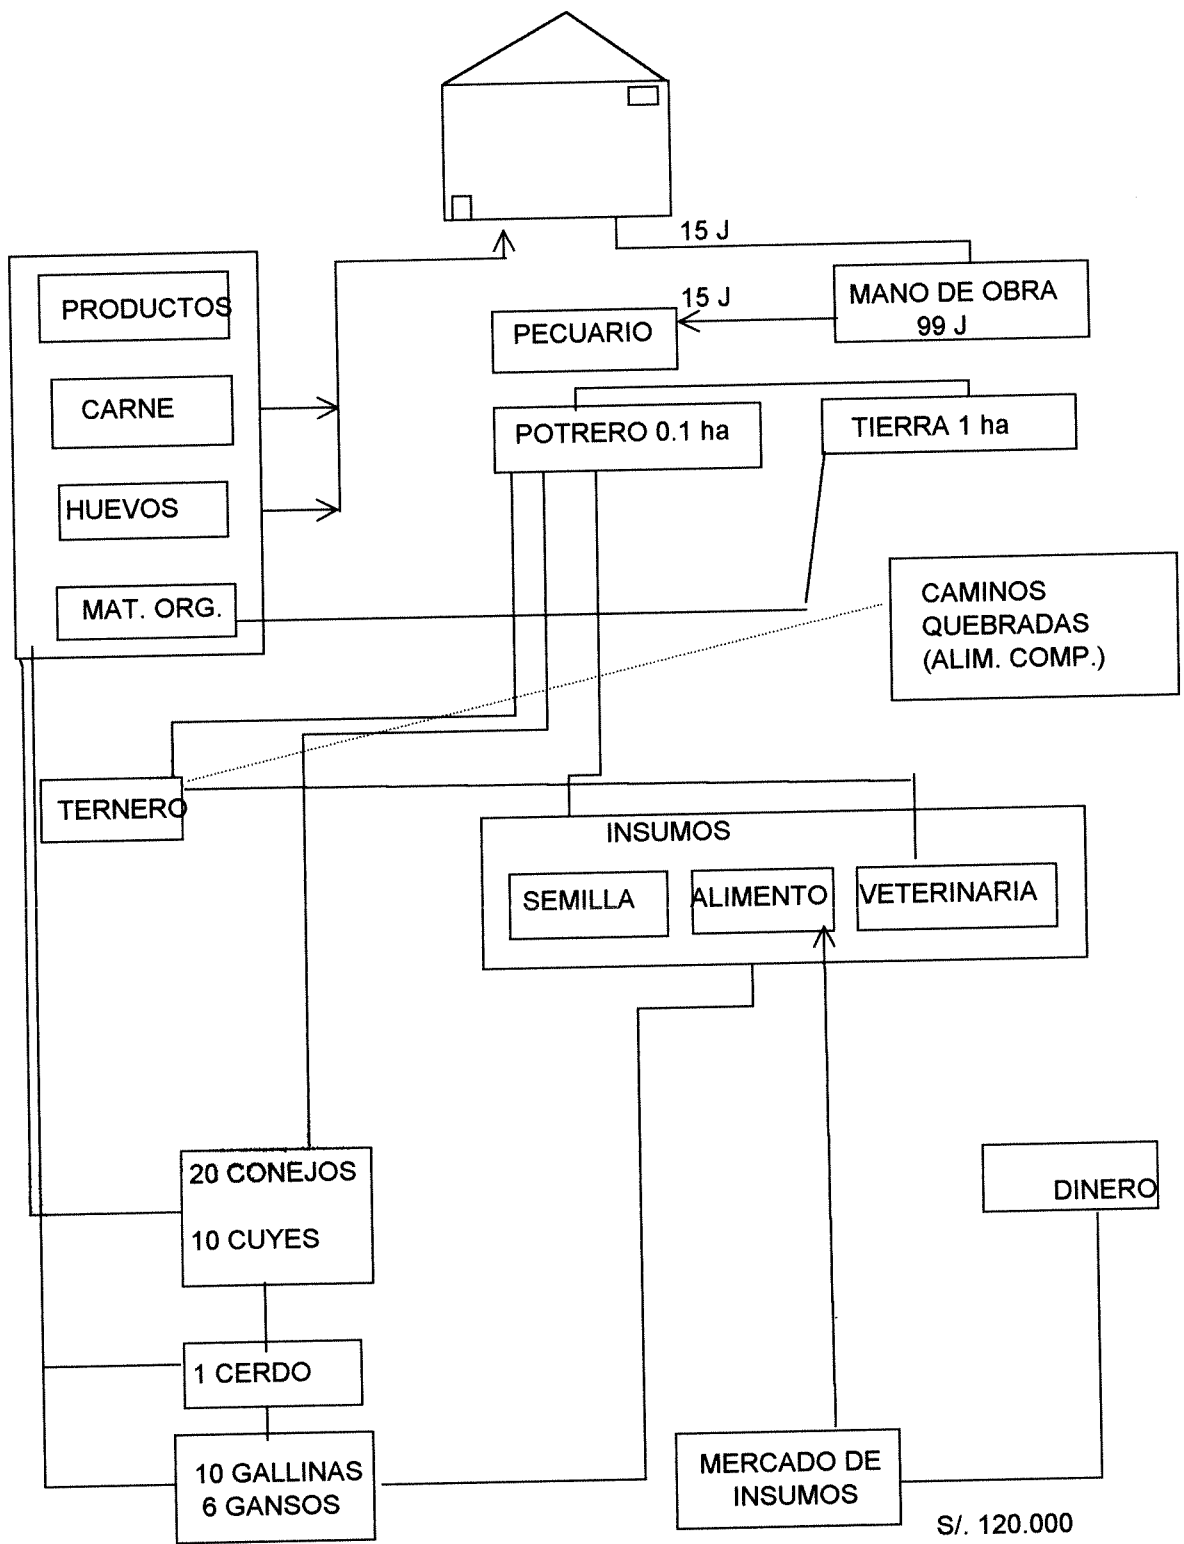 15 J
MANO DE OBRA
99 J
15 J
PECUARIO
PRODUCTOS
CARNE
HUEVOS
MAT. ORG.
POTRERO 0.1 ha
TIERRA 1 ha
CAMINOS
QUEBRADAS
(ALIM. COMP.)
TERNERO
INSUMOS
SEMILLA
ALIMENTO
VETERINARIA
20 CONEJOS
10 CUYES
1 CERDO
10 GALLINAS
6 GANSOS
DINERO
MERCADO DE
INSUMOS
S/. 120.000